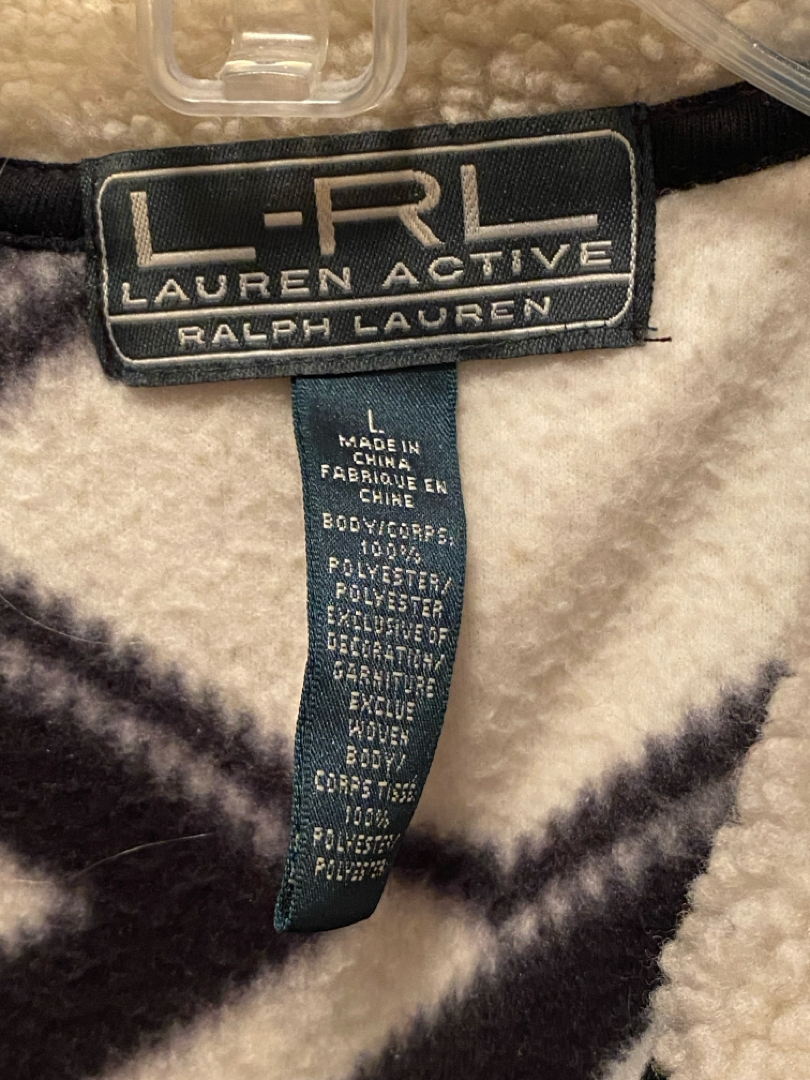 L-RL
LAUREN ACTIVE
RALPH LAUREN
L
MADE IN
CHINA
FABRIQUE EN
CHINE
BODY/CORPS:
100%
POLYESTER/
POLYESTER
EXCLUSIVE OF
DECORATION/
GARNITURE
EXCLUE
WOVEN
BODY/
CORPS TISSÉ
100%
POLYESTER/
POLYESTER